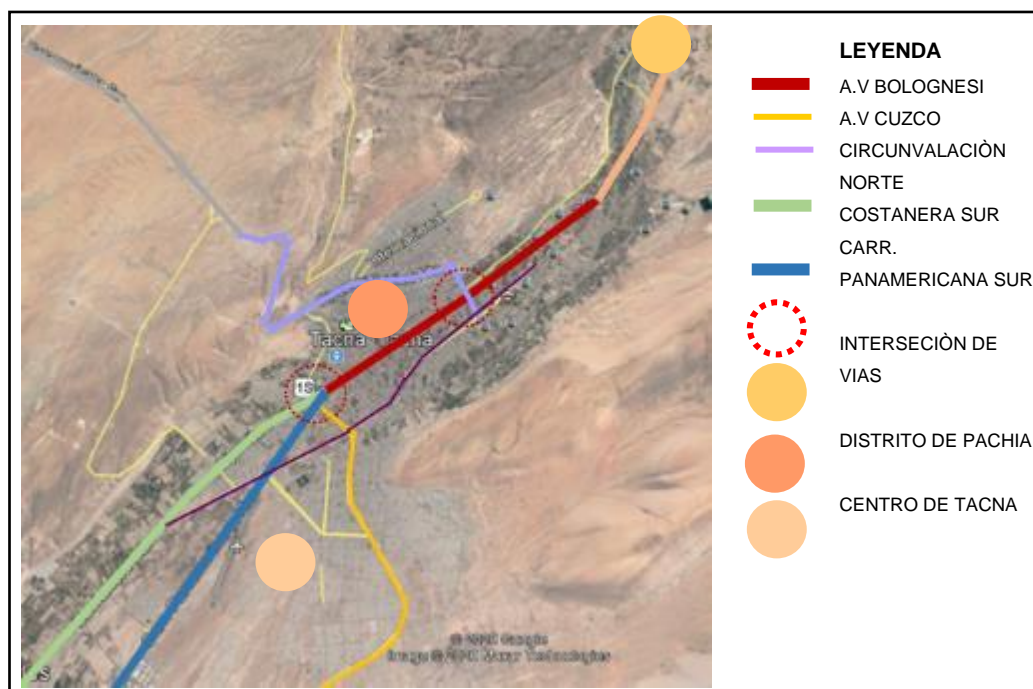 LEYENDA
A.V BOLOGNESI
A.V CUZCO
CIRCUNVALACIÒN
NORTE
COSTANERA SUR
CARR.
PANAMERICANA SUR
INTERSECIÒN DE
VIAS
DISTRITO DE PACHIA
CENTRO DE TACNA
Tacna